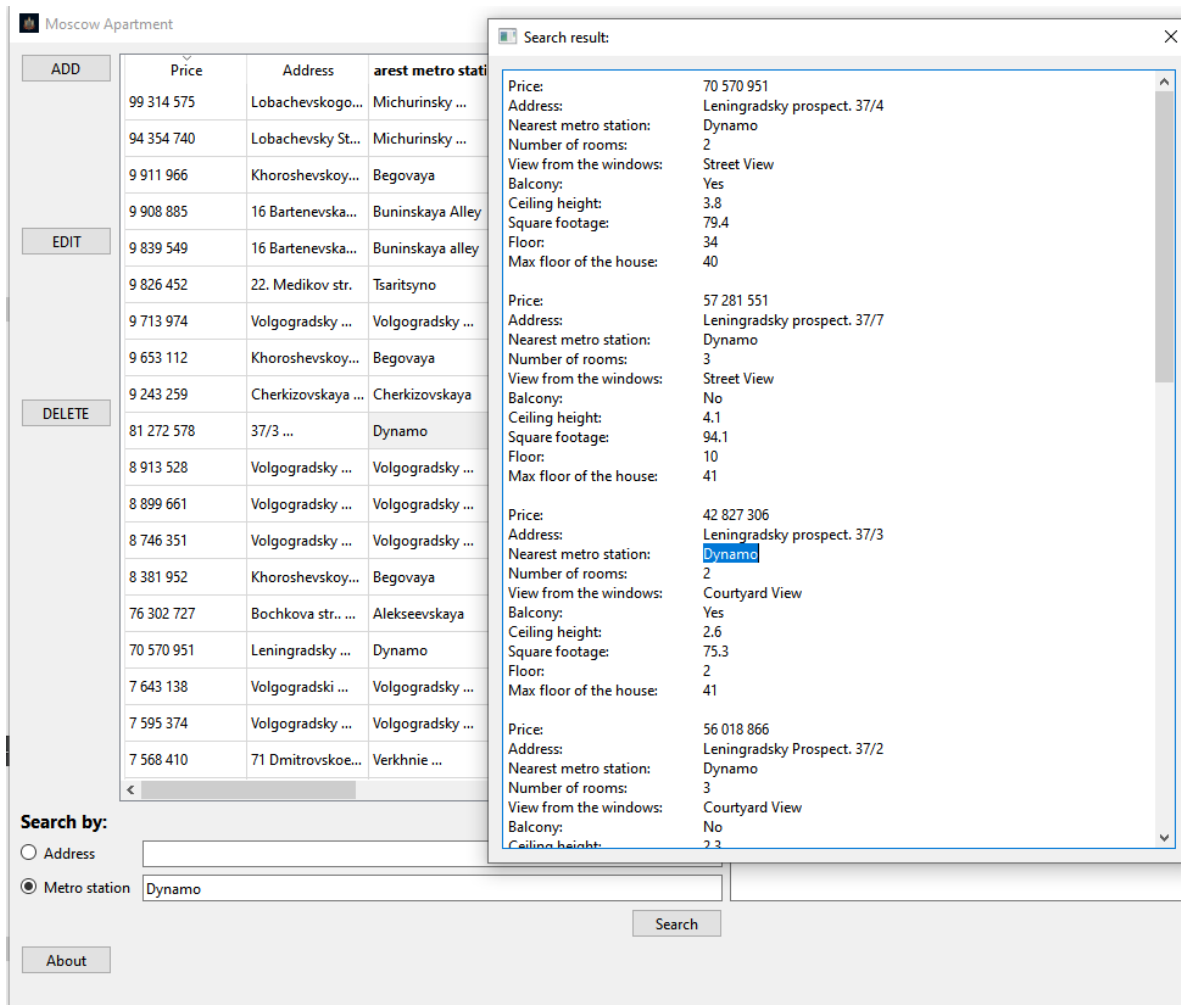 Moscow Apartment
ADD
EDIT
DELETE
Price Address arest metro stati
99 314 575 Lobachevskogo... Michurinsky ...
94 354 740 Lobachevsky St... Michurinsky ...
9 911 966 Khoroshevskoy... Begovaya
9 908 885 16 Bartenevska... Buninskaya Alley
9 839 549 16 Bartenevska... Buninskaya alley
9 826 452 22. Medikov str. Tsaritsyno
9 713 974 Volgogradsky ... Volgogradsky ...
9 653 112 Khoroshevskoy... Begovaya
9 243 259 Cherkizovskaya ... Cherkizovskaya
81 272 578 37/3 ... Dynamo
8 913 528 Volgogradsky ... Volgogradsky ...
8 899 661 Volgogradsky ... Volgogradsky ...
8 746 351 Volgogradsky ... Volgogradsky ...
8 381 952 Khoroshevskoy... Begovaya
76 302 727 Bochkova str.. ... Alekseevskaya
70 570 951 Leningradsky ... Dynamo
7 643 138 Volgogradski ... Volgogradsky ...
7 595 374 Volgogradsky ... Volgogradsky ...
7 568 410 71 Dmitrovskoe... Verkhnie ...
Search by:
Address
Metro station Dynamo
Search
About
Search result:
Price: 70 570 951
Address: Leningradsky prospect. 37/4
Nearest metro station: Dynamo
Number of rooms: 2
View from the windows: Street View
Balcony: Yes
Ceiling height: 3.8
Square footage: 79.4
Floor: 34
Max floor of the house: 40
Price: 57 281 551
Address: Leningradsky prospect. 37/7
Nearest metro station: Dynamo
Number of rooms: 3
View from the windows: Street View
Balcony: No
Ceiling height: 4.1
Square footage: 94.1
Floor: 10
Max floor of the house: 41
Price: 42 827 306
Address: Leningradsky prospect. 37/3
Nearest metro station: Dynamo
Number of rooms: 2
View from the windows: Courtyard View
Balcony: Yes
Ceiling height: 2.6
Square footage: 75.3
Floor: 2
Max floor of the house: 41
Price: 56 018 866
Address: Leningradsky Prospect. 37/2
Nearest metro station: Dynamo
Number of rooms: 3
View from the windows: Courtyard View
Balcony: No
Ceiling height: 2.3